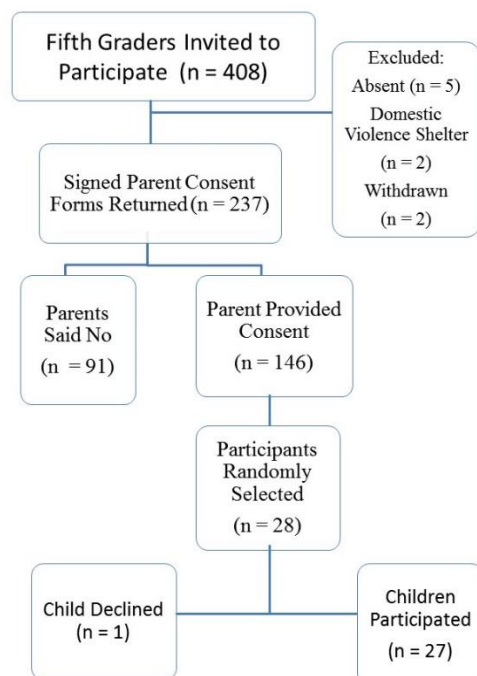 Fifth Graders Invited to
Participate (n = 408)
Excluded:
Absent (n = 5)
Domestic
Violence Shelter
(n = 2)
Withdrawn
(n = 2)
Signed Parent Consent
Forms Returned (n = 237)
Parents
Said No
(n = 91)
Parent Provided
Consent
(n = 146)
Participants
Randomly
Selected
(n = 28)
Child Declined
(n = 1)
Children
Participated
(n = 27)